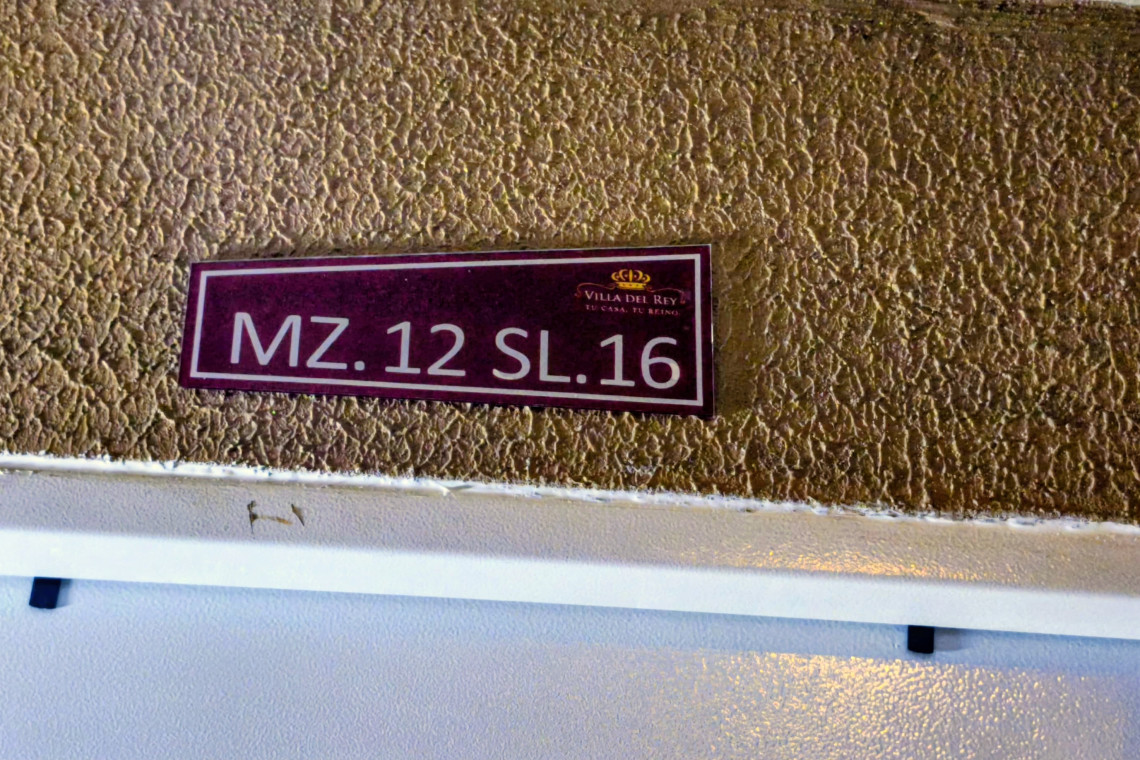 VILLA DEL REY
TU CASA. TU REINO.
MZ. 12 SL. 16